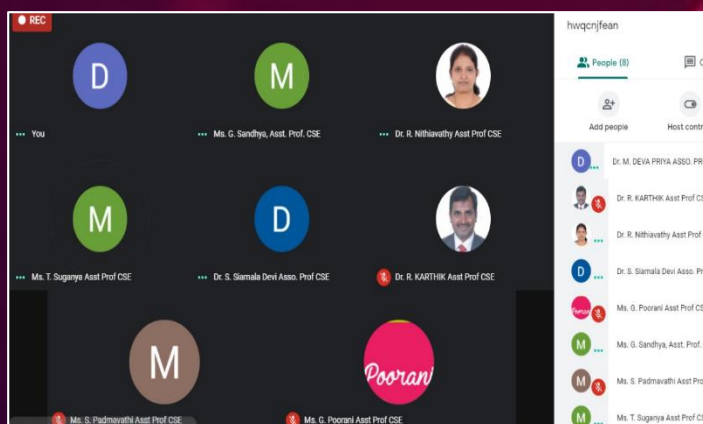 REC
hwqcnjfean
People (8)
Add people
Host contr
D
You
M
Ms. G. Sandhya, Asst. Prof. CSE
Dr. R. Nithiavathy Asst Prof CSE
M
Ms. T. Suganya Asst Prof CSE
D
Dr. S. Siamala Devi Asso. Prof CSE
Dr. R. KARTHIK Asst Prof CSE
M
Ms. S. Padmavathi Asst Prof CSE
Poorani
Ms. G. Poorani Asst Prof CSE
D
Dr. M. DEVA PRIYA ASSO. PR
Dr. R. KARTHIK Asst Prof CS
Dr. R. Nithiavathy Asst Prof
D
Dr. S. Siamala Devi Asso. Pr
Poorani
Ms. G. Poorani Asst Prof CS
M
Ms. G. Sandhya, Asst. Prof.
M
Ms. S. Padmavathi Asst Pro
M
Ms. T. Suganya Asst Prof CS